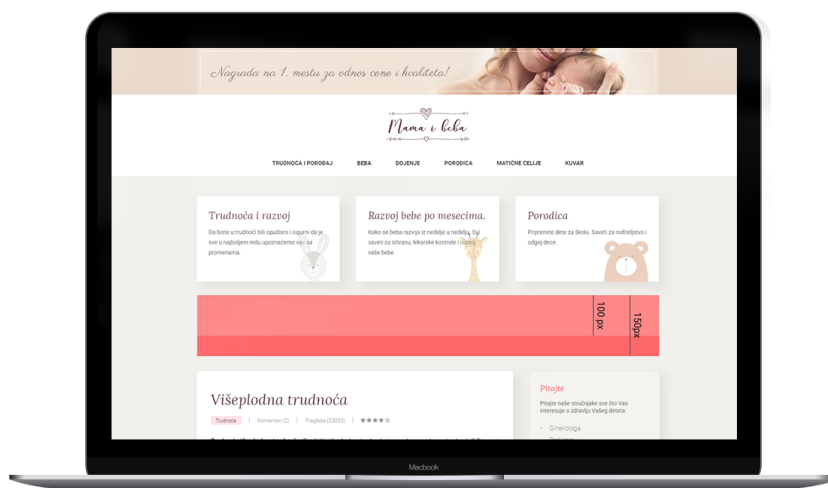 Nagrada na 1. mestu za odnos cene i kvaliteta!
Mama i beba
TRUDNOĆA I POROĐAJ BEBA DOJENJE PORODICA MATIČNE ĆELIJE KUVAR
Trudnoća i razvoj
Da biste u trudnoći bili opušteni i sigurni da je
sve u najboljem redu upoznaćemo vas sa
promenama.
Razvoj bebe po mesecima.
Kako se beba razvija iz nedelje u nedelju. Svi
saveti za ishranu, lekarske kontrole i razvoj
vaše bebe
Porodica
Pripremite dete za školu. Saveti za roditeljstvo i
odgoj dece.
100 px
150px
Višeplodna trudnoća
Trudnoća | Komentari (2) | Pregleda (53093) |
Pitajte
Pitajte naše stručnjake sve što Vas
interesuje o zdravlju Vašeg deteta:
- Ginekologa
Macbook